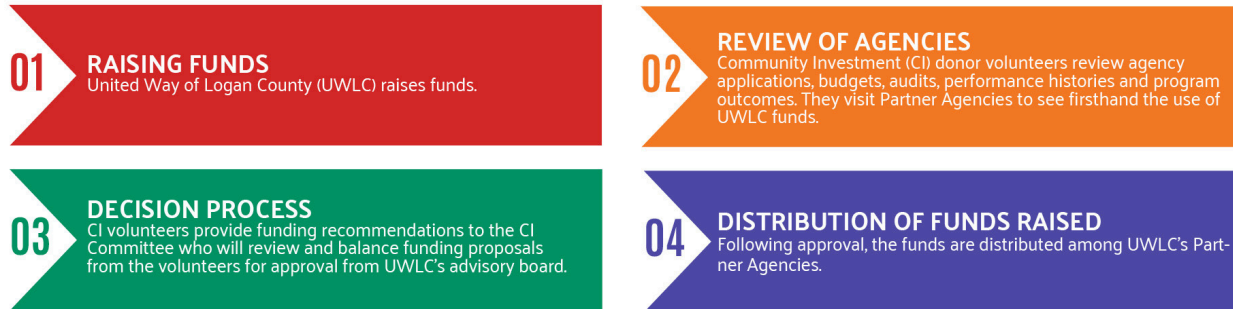 01
RAISING FUNDS
United Way of Logan County (UWLC) raises funds.
02
REVIEW OF AGENCIES
Community Investment (CI) donor volunteers review agency
applications, budgets, audits, performance histories and program
outcomes. They visit Partner Agencies to see firsthand the use of
UWLC funds.
03
DECISION PROCESS
CI volunteers provide funding recommendations to the CI
Committee who will review and balance funding proposals
from the volunteers for approval from UWLC's advisory board.
04
DISTRIBUTION OF FUNDS RAISED
Following approval, the funds are distributed among UWLC's Part-
ner Agencies.